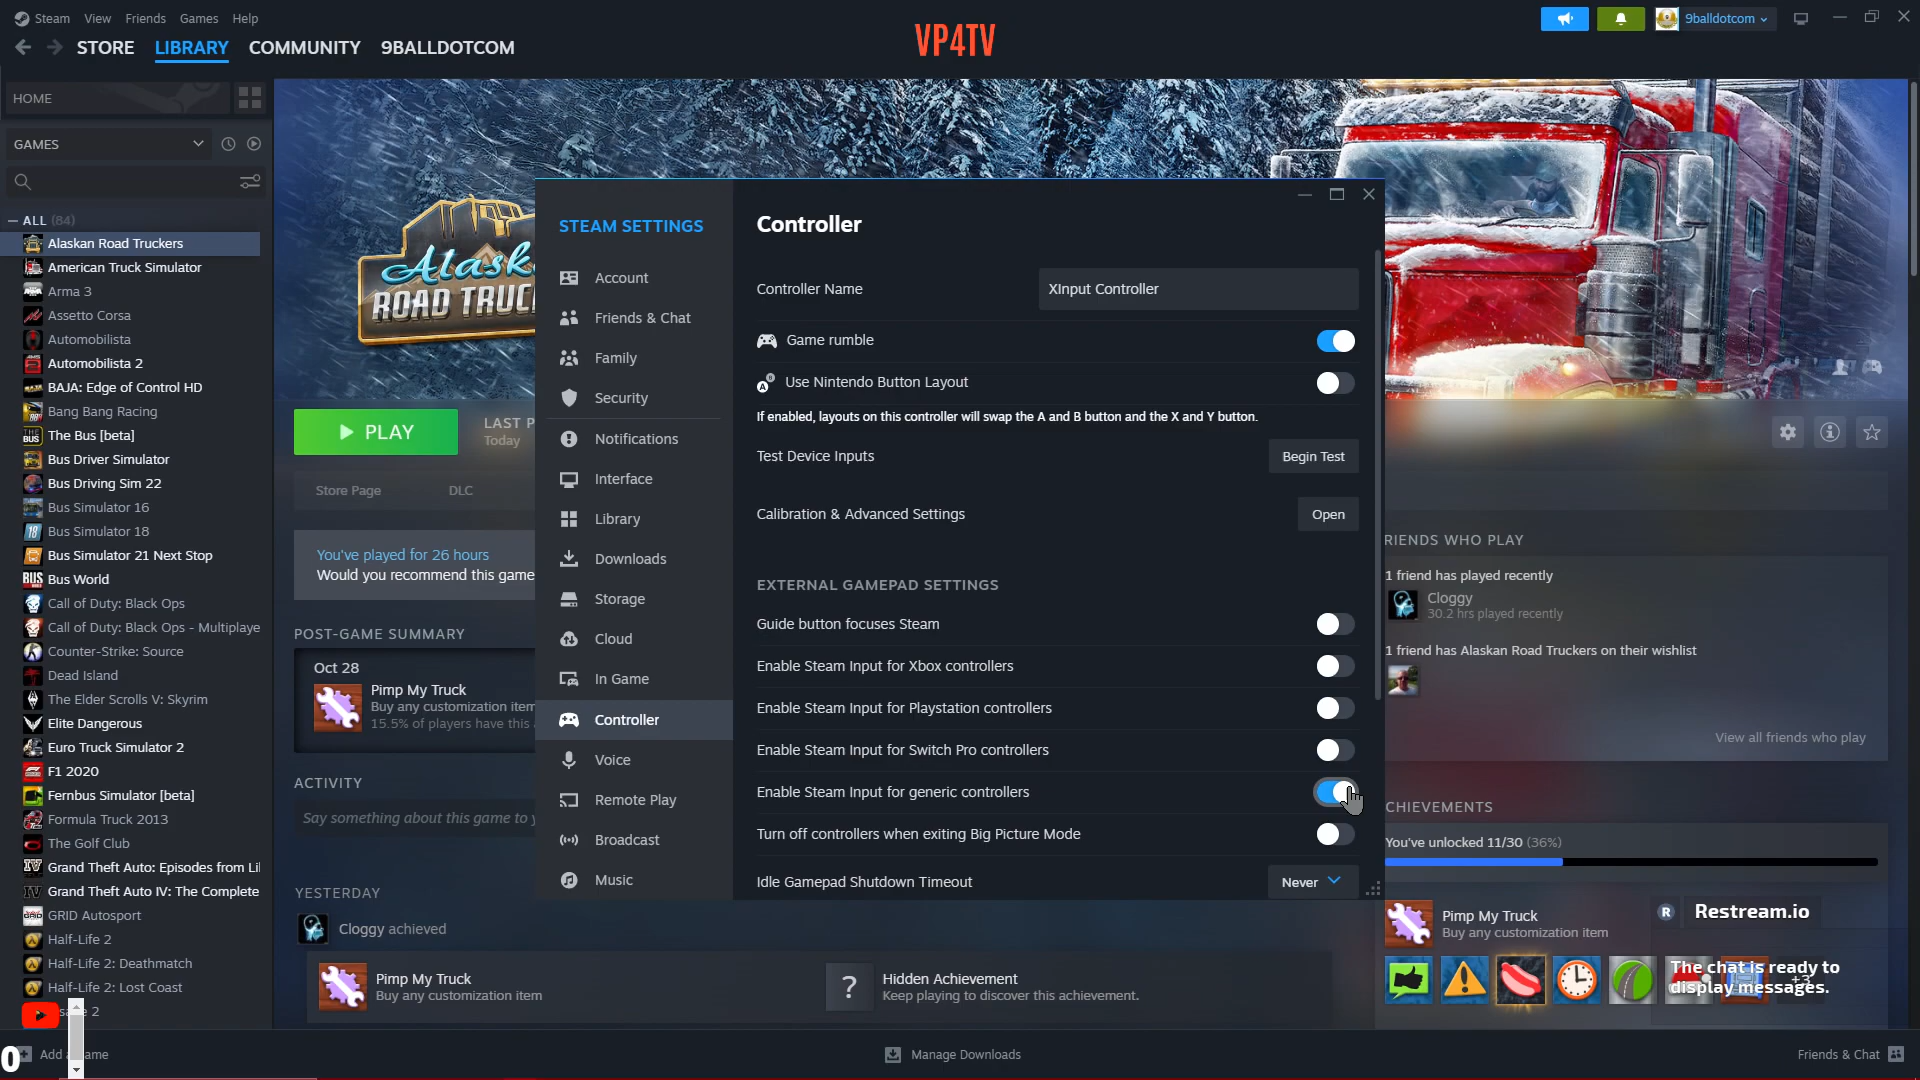 Steam View Friends Games Help
9balldotcom
STORE LIBRARY COMMUNITY 9BALLDOTCOM
VP4TV
HOME
GAMES
ALL (84)
Alaskan Road Truckers
American Truck Simulator
Arma 3
Assetto Corsa
Automobilista
Automobilista 2
BAJA: Edge of Control HD
Bang Bang Racing
The Bus [beta]
Bus Driver Simulator
Bus Driving Sim 22
Bus Simulator 16
Bus Simulator 18
Bus Simulator 21 Next Stop
Bus World
Call of Duty: Black Ops
Call of Duty: Black Ops - Multiplaye
Counter-Strike: Source
Dead Island
The Elder Scrolls V: Skyrim
Elite Dangerous
Euro Truck Simulator 2
F1 2020
Fernbus Simulator [beta]
Formula Truck 2013
The Golf Club
Grand Theft Auto: Episodes from Li
Grand Theft Auto IV: The Complete
GRID Autosport
Half-Life 2
Half-Life 2: Deathmatch
Half-Life 2: Lost Coast
2
0
Add a
ame
Alask
ROAD TRUC
PLAY
LAST P
Today
Store Page DLC
You've played for 26 hours
Would you recommend this game
POST-GAME SUMMARY
Oct 28
Pimp My Truck
Buy any customization item
15.5% of players have this
ACTIVITY
Say something about this game to y
YESTERDAY
Cloggy achieved
Pimp My Truck
Buy any customization item
?
Hidden Achievement
Keep playing to discover this achievement.
STEAM SETTINGS
Account
Friends & Chat
Family
Security
Notifications
Interface
Library
Downloads
Storage
Cloud
In Game
Controller
Voice
Remote Play
Broadcast
Music
Controller
Controller Name XInput Controller
Game rumble
Use Nintendo Button Layout
If enabled, layouts on this controller will swap the A and B button and the X and Y button.
Test Device Inputs Begin Test
Calibration & Advanced Settings Open
EXTERNAL GAMEPAD SETTINGS
Guide button focuses Steam
Enable Steam Input for Xbox controllers
Enable Steam Input for Playstation controllers
Enable Steam Input for Switch Pro controllers
Enable Steam Input for generic controllers
Turn off controllers when exiting Big Picture Mode
Idle Gamepad Shutdown Timeout Never
RIENDS WHO PLAY
1 friend has played recently
Cloggy
30.2 hrs played recently
1 friend has Alaskan Road Truckers on their wishlist
View all friends who play
CHIEVEMENTS
You've unlocked 11/30 (36%)
Pimp My Truck
Buy any customization item
R Restream.io
The chat is ready to
display messages.
+3
Manage Downloads
Friends & Chat